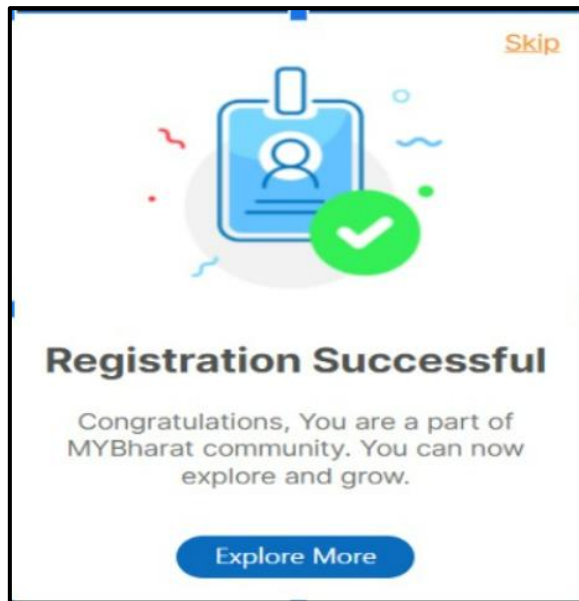 Skip
Registration Successful
Congratulations, You are a part of
MYBharat community. You can now
explore and grow.
Explore More